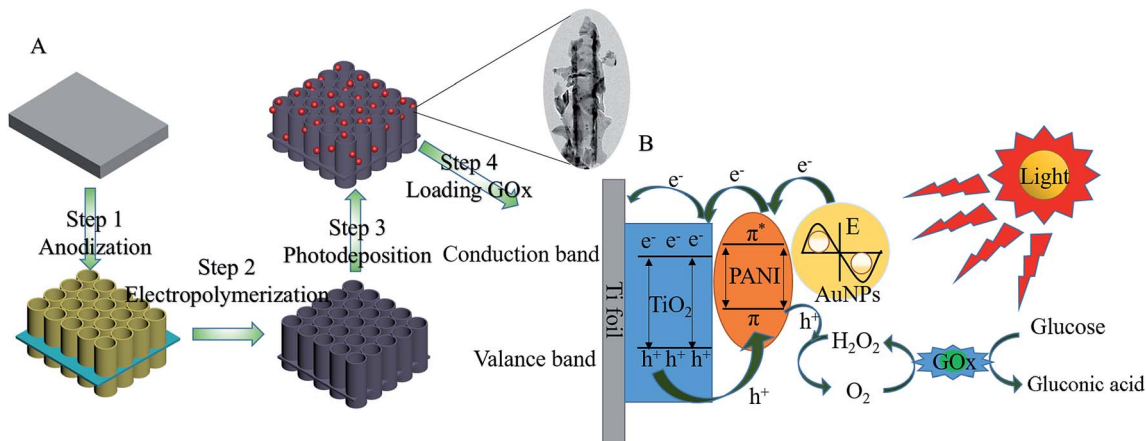 A
Step 1
Anodization
Step 2
Electropolymerization
Step 3
Photodeposition
Step 4
Loading GOx
B
Light
e- e- e-
Conduction band
Valance band
Ti foil
e- e- e-
TiO2
h+ h+ h+
π*
PANI
π
E
AuNPs
h+
h+
H2O2
O2
GOx
Glucose
Gluconic acid